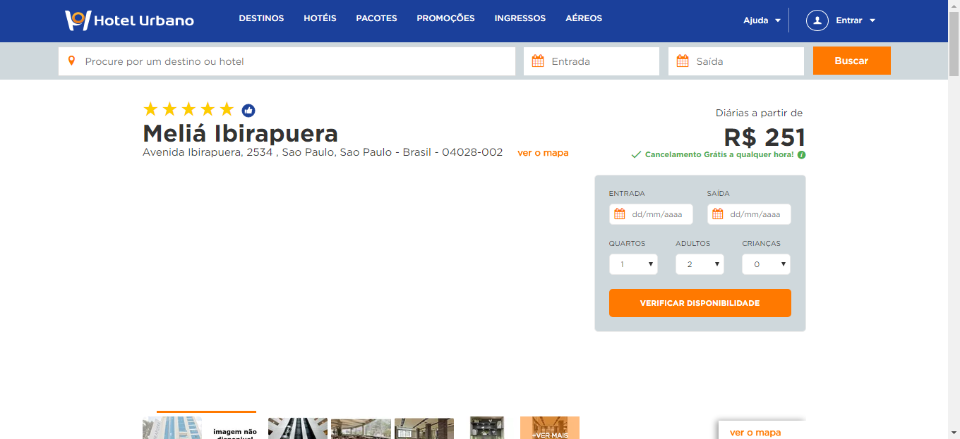 Hotel Urbano
DESTINOS HOTÉIS PACOTES PROMOÇÕES INGRESSOS AÉREOS
Ajuda Entrar
Procure por um destino ou hotel Entrada Saída Buscar
Meliá Ibirapuera
Avenida Ibirapuera, 2534 , Sao Paulo, Sao Paulo - Brasil - 04028-002 ver o mapa
Diárias a partir de
R$ 251
Cancelamento Grátis a qualquer hora!
ENTRADA SAÍDA
dd/mm/aaaa dd/mm/aaaa
QUARTOS ADULTOS CRIANÇAS
1 2 0
VERIFICAR DISPONIBILIDADE
imagem não
disponível
+VER MAIS
ver o mapa